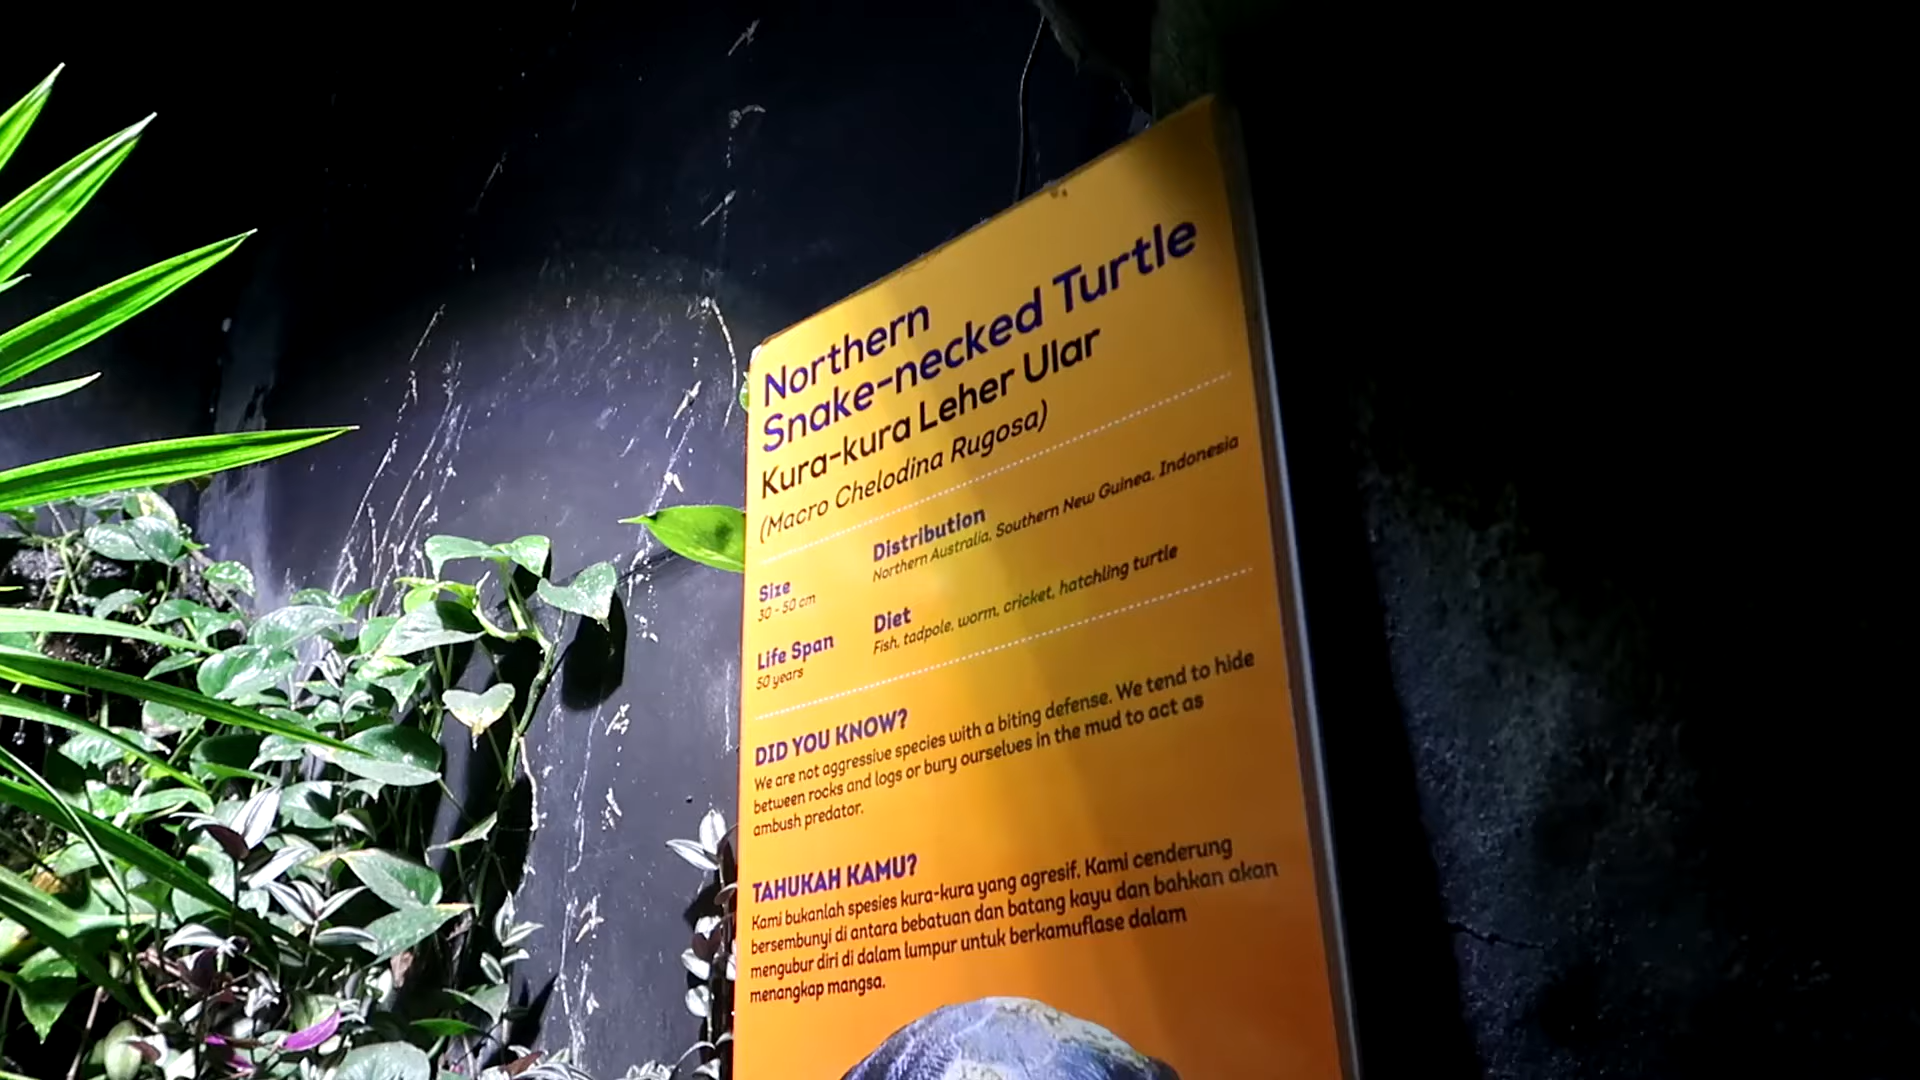 Northern
Snake-necked Turtle
Kura-kura Leher Ular
(Macro Chelodina Rugosa)
Size
30 - 50 cm
Distribution
Northern Australia, Southern New Guinea, Indonesia
Life Span
50 years
Diet
Fish, tadpole, worm, cricket, hatchling turtle
DID YOU KNOW?
We are not aggressive species with a biting defense. We tend to hide
between rocks and logs or bury ourselves in the mud to act as
ambush predator.
TAHUKAH KAMU?
Kami bukanlah spesies kura-kura yang agresif. Kami cenderung
bersembunyi di antara bebatuan dan batang kayu dan bahkan akan
mengubur diri di dalam lumpur untuk berkamuflase dalam
menangkap mangsa.